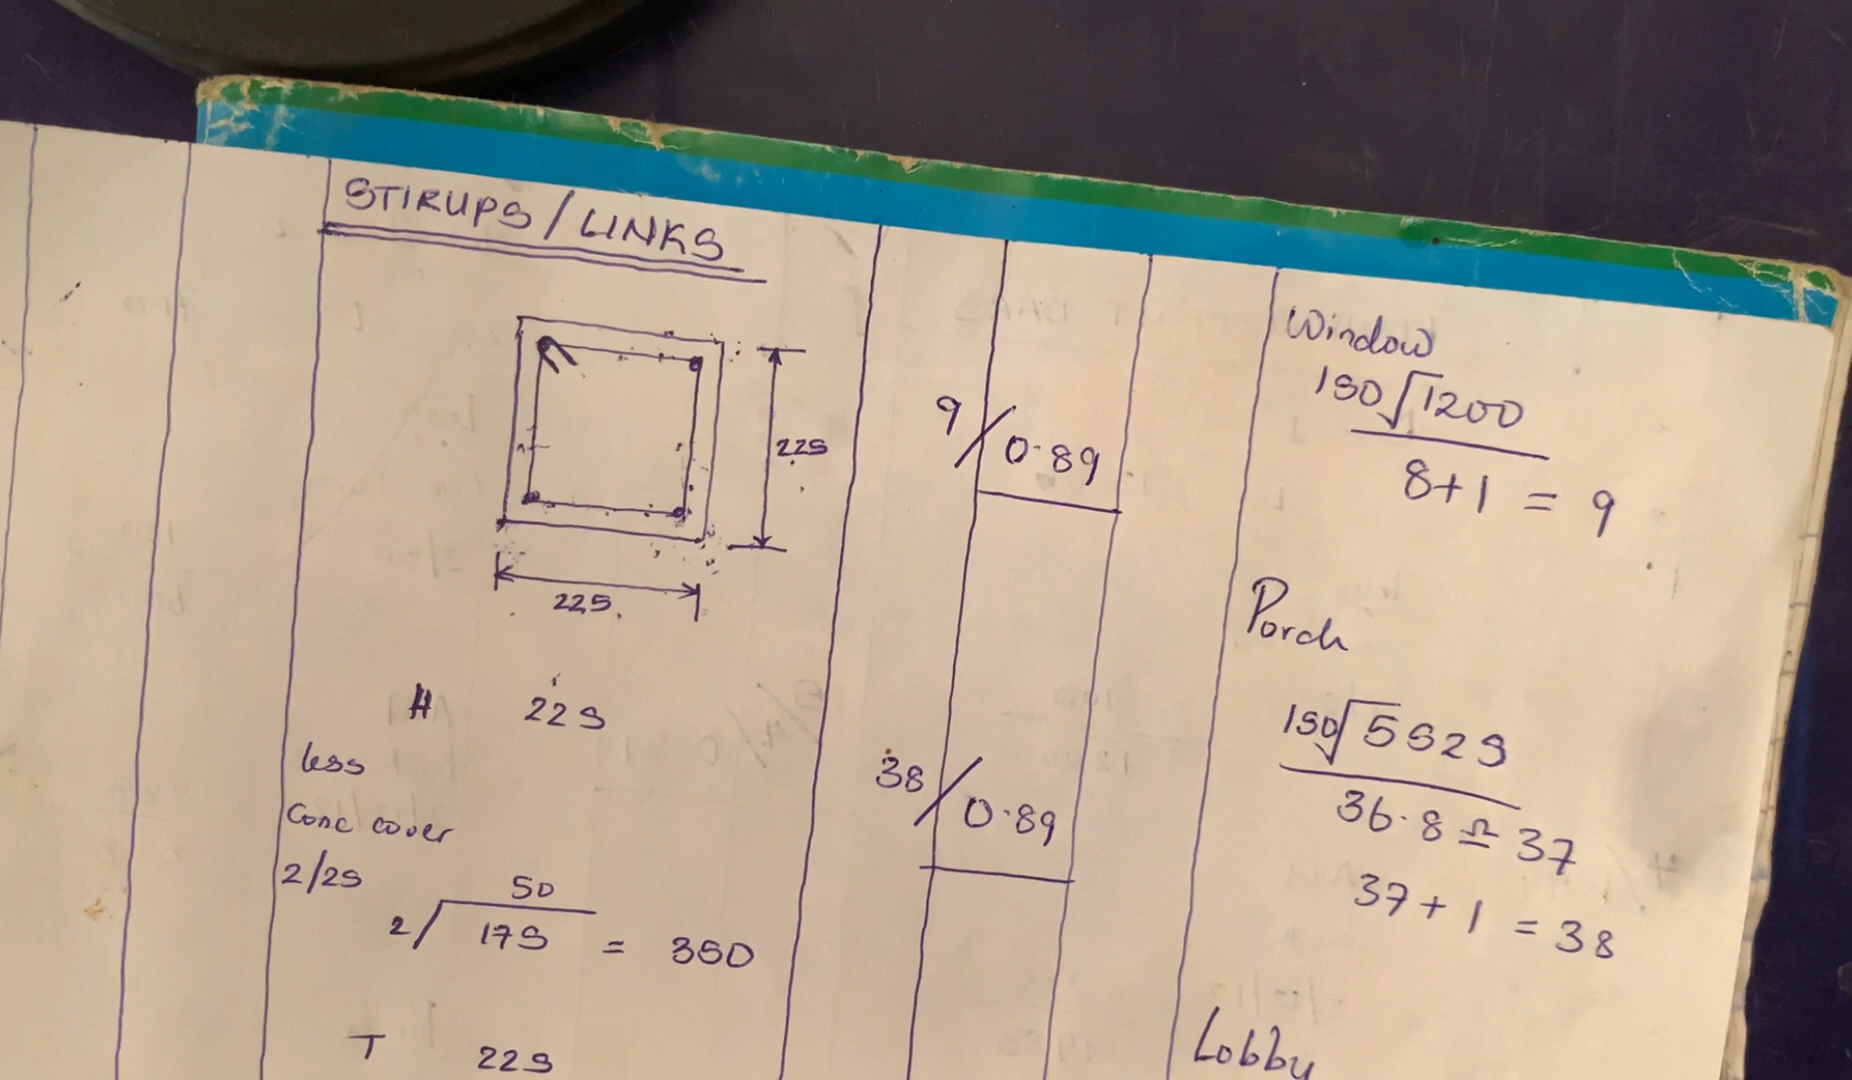 STIRUPS/LINKS
225
225.
H 225
less
Conc cover
2/25 50
2/ 175 = 350
T 225
9/0.89
38/0.89
Window
150√1200
8+1 = 9
Porch
150√5525
36.8 ≏ 37
37+1 = 38
Lobby